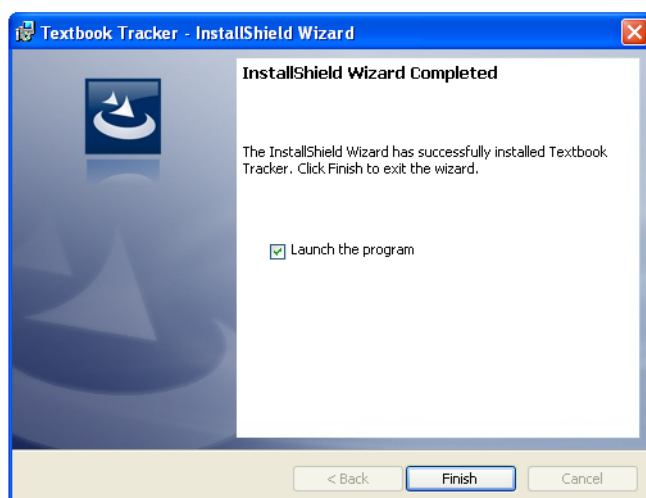 Textbook Tracker - InstallShield Wizard
InstallShield Wizard Completed
The InstallShield Wizard has successfully installed Textbook
Tracker. Click Finish to exit the wizard.
Launch the program
< Back Finish Cancel